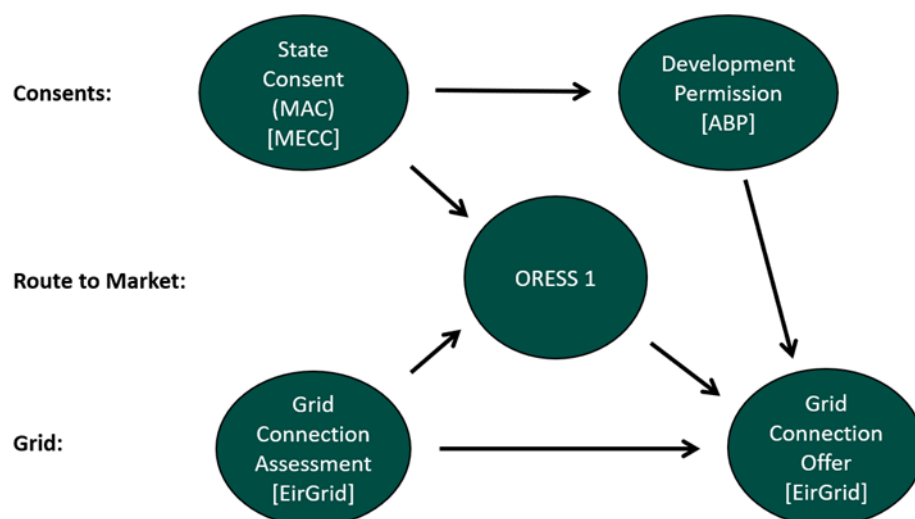 Consents:
State
Consent
(MAC)
[MECC]
Development
Permission
[ABP]
Route to Market:
ORESS 1
Grid:
Grid
Connection
Assessment
[EirGrid]
Grid
Connection
Offer
[EirGrid]